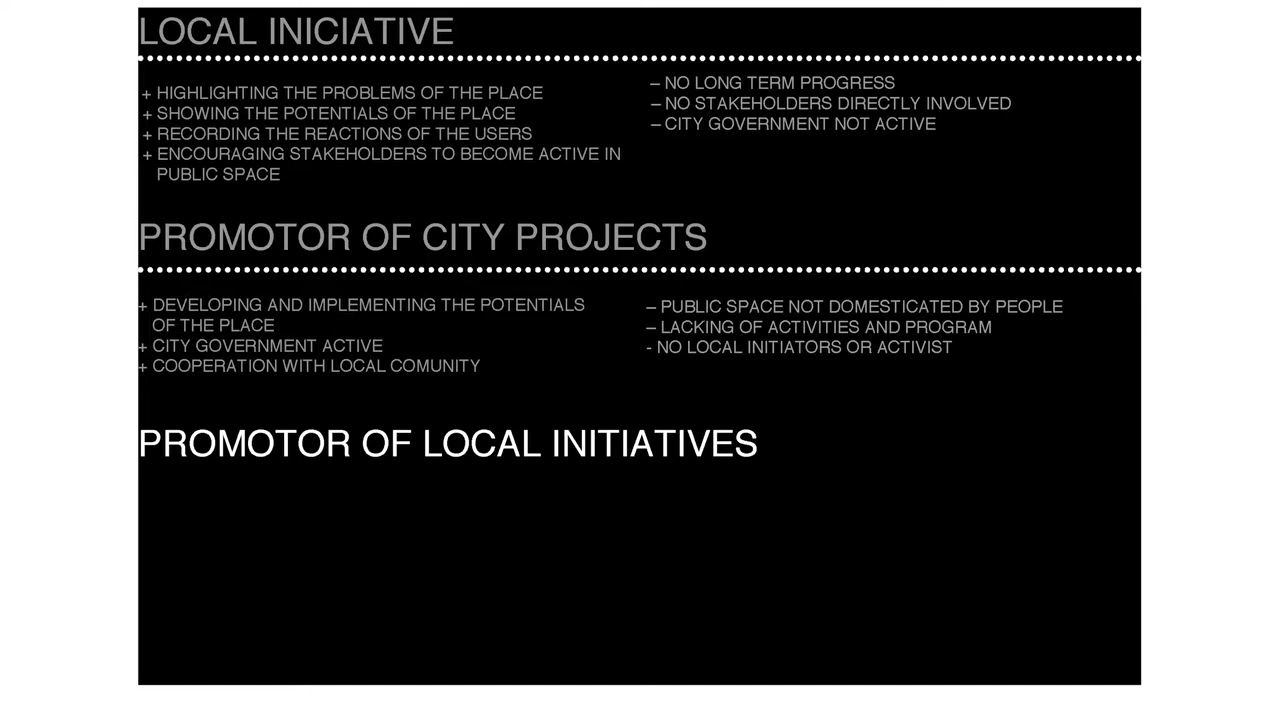 LOCAL INICIATIVE
+ HIGHLIGHTING THE PROBLEMS OF THE PLACE
+ SHOWING THE POTENTIALS OF THE PLACE
+ RECORDING THE REACTIONS OF THE USERS
+ ENCOURAGING STAKEHOLDERS TO BECOME ACTIVE IN
PUBLIC SPACE
– NO LONG TERM PROGRESS
– NO STAKEHOLDERS DIRECTLY INVOLVED
– CITY GOVERNMENT NOT ACTIVE
PROMOTOR OF CITY PROJECTS
+ DEVELOPING AND IMPLEMENTING THE POTENTIALS
OF THE PLACE
+ CITY GOVERNMENT ACTIVE
+ COOPERATION WITH LOCAL COMUNITY
– PUBLIC SPACE NOT DOMESTICATED BY PEOPLE
– LACKING OF ACTIVITIES AND PROGRAM
- NO LOCAL INITIATORS OR ACTIVIST
PROMOTOR OF LOCAL INITIATIVES